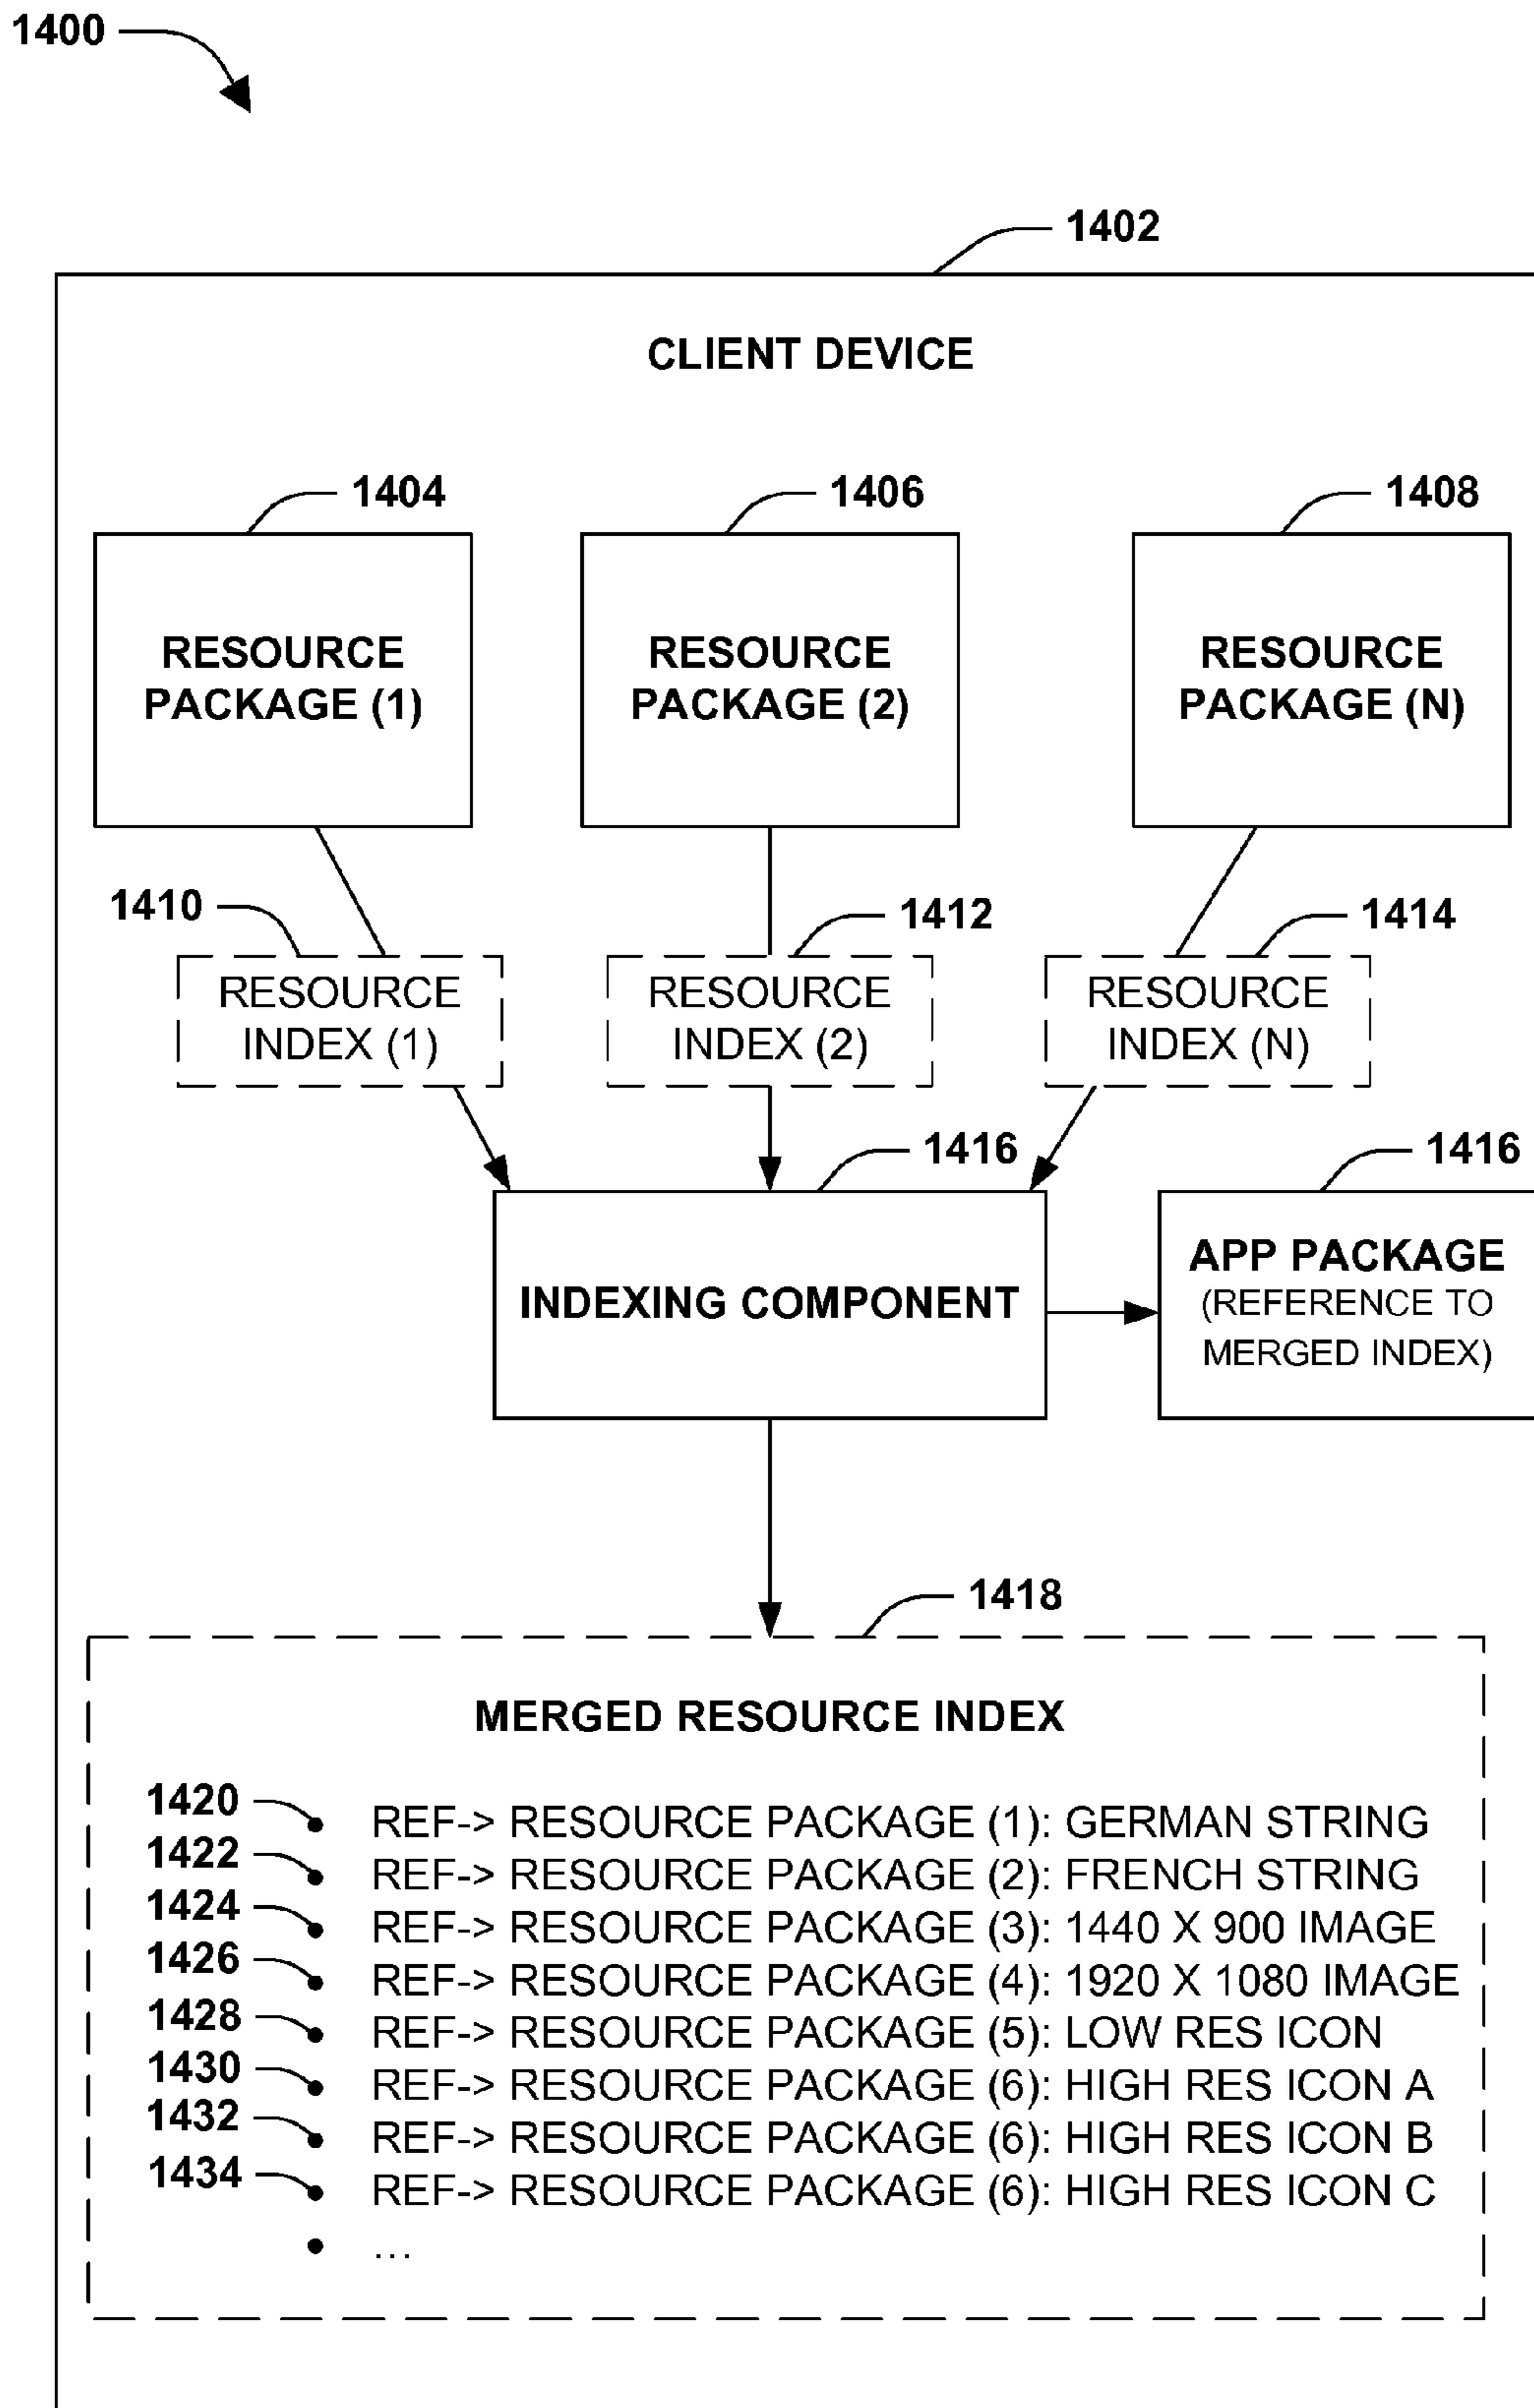 1400
1402
CLIENT DEVICE
1404
1406
1408
RESOURCE
PACKAGE (1)
RESOURCE
PACKAGE (2)
RESOURCE
PACKAGE (N)
1410
1412
1414
RESOURCE
INDEX (1)
RESOURCE
INDEX (2)
RESOURCE
INDEX (N)
1416
1416
INDEXING COMPONENT
APP PACKAGE
(REFERENCE TO
MERGED INDEX)
1418
MERGED RESOURCE INDEX
1420 • REF-> RESOURCE PACKAGE (1): GERMAN STRING
1422 • REF-> RESOURCE PACKAGE (2): FRENCH STRING
1424 • REF-> RESOURCE PACKAGE (3): 1440 X 900 IMAGE
1426 • REF-> RESOURCE PACKAGE (4): 1920 X 1080 IMAGE
1428 • REF-> RESOURCE PACKAGE (5): LOW RES ICON
1430 • REF-> RESOURCE PACKAGE (6): HIGH RES ICON A
1432 • REF-> RESOURCE PACKAGE (6): HIGH RES ICON B
1434 • REF-> RESOURCE PACKAGE (6): HIGH RES ICON C
• ...